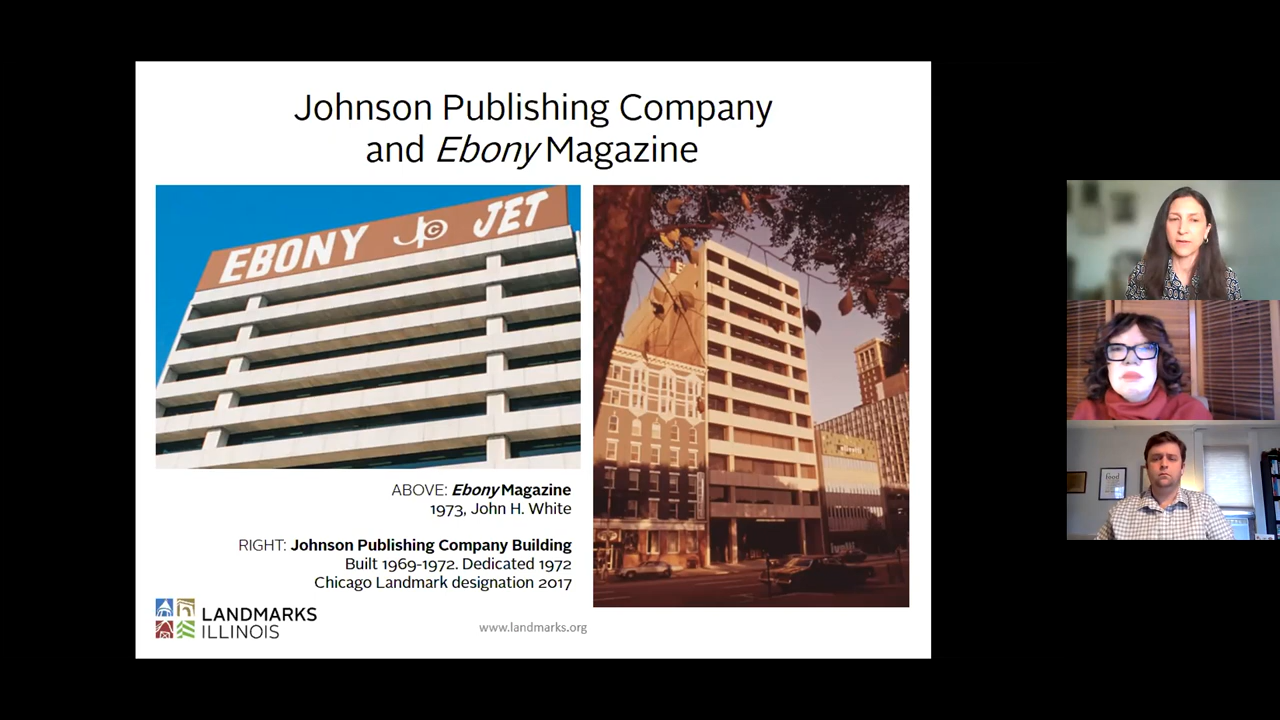 Johnson Publishing Company
and Ebony Magazine
EBONY JPC JET
ABOVE: Ebony Magazine
1973, John H. White
RIGHT: Johnson Publishing Company Building
Built 1969-1972. Dedicated 1972
Chicago Landmark designation 2017
LANDMARKS
ILLINOIS
www.landmarks.org
food